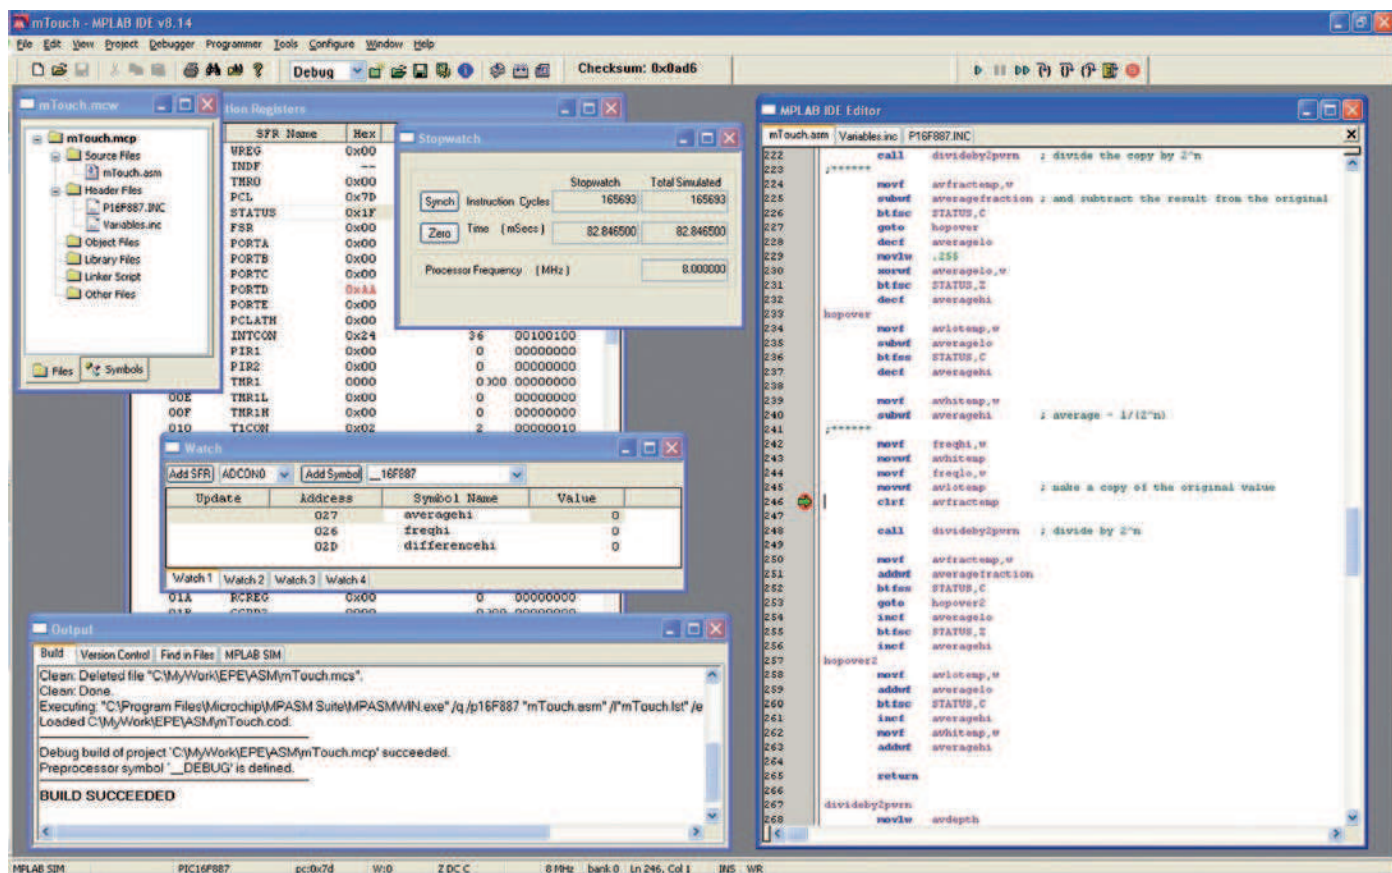 mTouch - MPLAB IDE v8.14
File Edit View Project Debugger Programmer Tools Configure Window Help
Debug
Checksum: 0x0ad6
mTouch.mcw
mTouch.mcp
Source Files
mTouch.asm
Header Files
P16F887.INC
Variables.inc
Object Files
Library Files
Linker Script
Other Files
Files Symbols
tion Registers
SFR Name Hex
WREG 0x00
INDF --
TMR0 0x00
PCL 0x7D
STATUS 0x1F
FSR 0x00
PORTA 0x00
PORTB 0x00
PORTC 0x00
PORTD 0xAA
PORTE 0x00
PCLATH 0x00
INTCON 0x24 36 00100100
PIR1 0x00 0 00000000
PIR2 0x00 0 00000000
TMR1 0000 0 00000000
00E TMR1L 0x00 0 00000000
00F TMR1H 0x00 0 00000000
010 T1CON 0x02 2 00000010
01A RCREG 0x00 0 00000000
Stopwatch
Stopwatch Total Simulated
Synch Instruction Cycles 165693 165693
Zero Time (mSecs) 82.846500 82.846500
Processor Frequency (MHz) 8.000000
Watch
Add SFR ADCON0 Add Symbol __16F887
Update Address Symbol Name Value
027 averagehi 0
026 freqhi 0
02D differencehi 0
Watch 1 Watch 2 Watch 3 Watch 4
Output
Build Version Control Find in Files MPLAB SIM
Clean: Deleted file "C:\MyWork\EPE\ASM\mTouch.mcs".
Clean: Done.
Executing: "C:\Program Files\Microchip\MPASM Suite\MPASMWIN.exe" /q /p16F887 "mTouch.asm" /l"mTouch.lst" /e
Loaded C:\MyWork\EPE\ASM\mTouch.cod.
Debug build of project `C:\MyWork\EPE\ASM\mTouch.mcp' succeeded.
Preprocessor symbol `__DEBUG' is defined.
BUILD SUCCEEDED
MPLAB IDE Editor
mTouch.asm Variables.inc P16F887.INC
222 call divideby2pwrn ; divide the copy by 2^n
223 ;******
224 movf avfractemp,w
225 subwf averagefraction ; and subtract the result from the original
226 btfsc STATUS,C
227 goto hopover
228 decf averagelo
229 movlw .255
230 xorwf averagelo,w
231 btfsc STATUS,Z
232 decf averagehi
233 hopover
234 movf avlotemp,w
235 subwf averagelo
236 btfss STATUS,C
237 decf averagehi
238
239 movf avhitemp,w
240 subwf averagehi ; average - 1/(2^n)
241 ;******
242 movf freqhi,w
243 movwf avhitemp
244 movf freqlo,w
245 movwf avlotemp ; make a copy of the original value
246 clrf avfractemp
247
248 call divideby2pwrn ; divide by 2^n
249
250 movf avfractemp,w
251 addwf averagefraction
252 btfss STATUS,C
253 goto hopover2
254 incf averagelo
255 btfsc STATUS,Z
256 incf averagehi
257 hopover2
258 movf avlotemp,w
259 addwf averagelo
260 btfsc STATUS,C
261 incf averagehi
262 movf avhitemp,w
263 addwf averagehi
264
265 return
266
267 divideby2pwrn
268 movlw avdepth
MPLAB SIM PIC16F887 pc:0x7d W:0 Z DC C 8 MHz bank 0 Ln 246, Col 1 INS WR